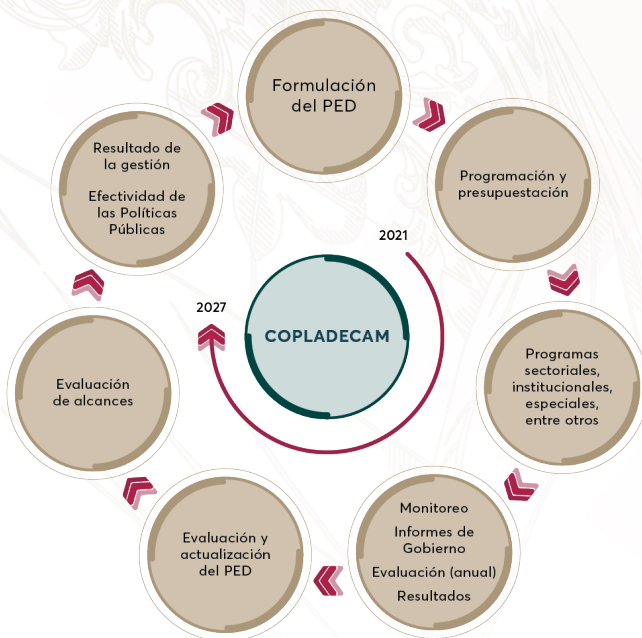 Formulación
del PED
Programación y
presupuestación
Programas
sectoriales,
institucionales,
especiales,
entre otros
Monitoreo
Informes de
Gobierno
Evaluación (anual)
Resultados
Evaluación y
actualización
del PED
Evaluación
de alcances
Resultado de
la gestión
Efectividad de
las Políticas
Públicas
2021
2027
COPLADECAM